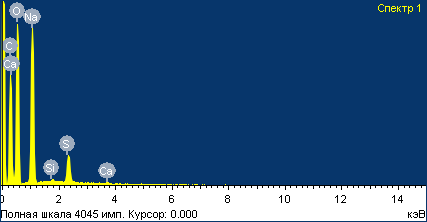 Спектр 1
O Na
C
Ca
Si S Ca
0 2 4 6 8 10 12 14
Полная шкала 4045 имп. Курсор: 0.000 кэВ